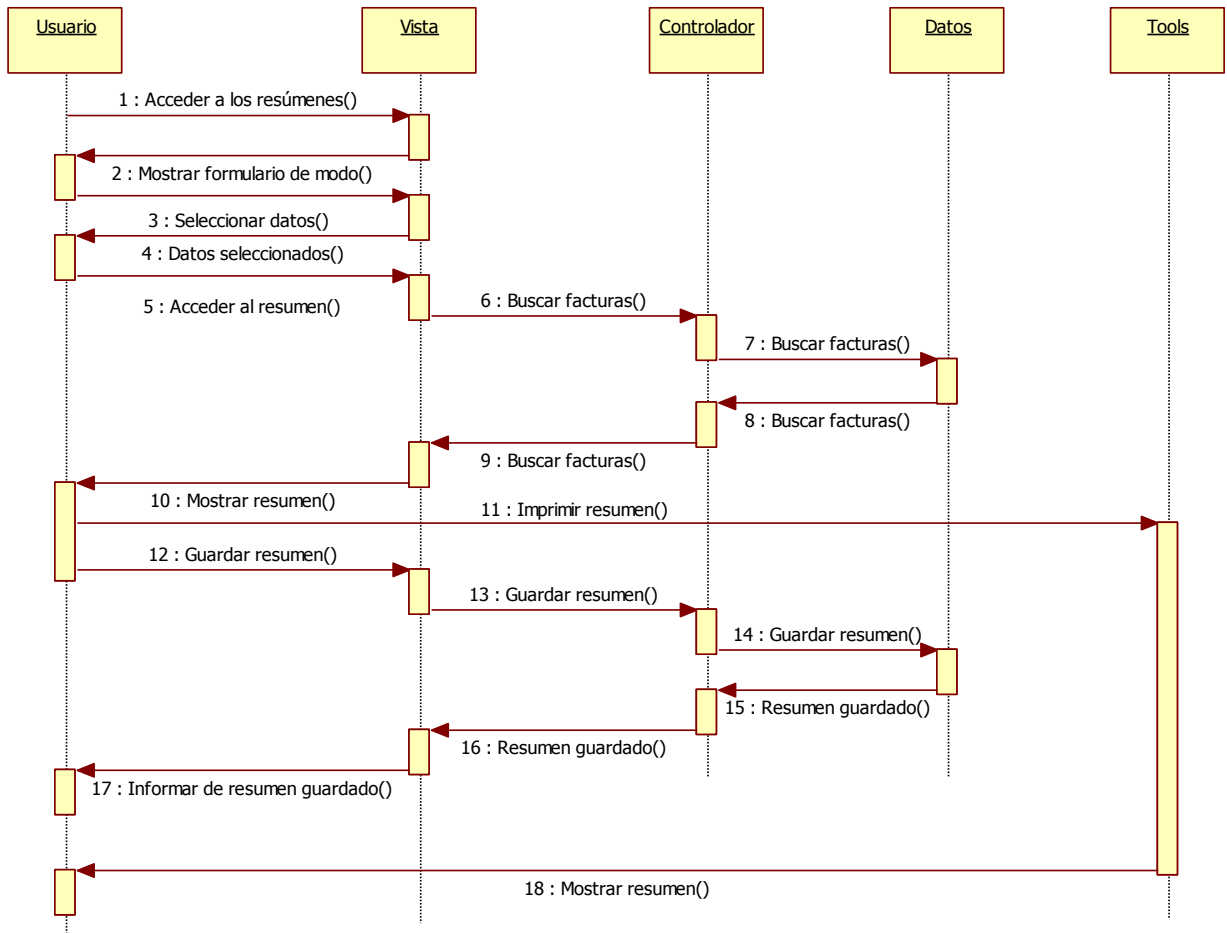 Usuario
Vista
Controlador
Datos
Tools
1 : Acceder a los resúmenes()
2 : Mostrar formulario de modo()
3 : Seleccionar datos()
4 : Datos seleccionados()
5 : Acceder al resumen()
6 : Buscar facturas()
7 : Buscar facturas()
8 : Buscar facturas()
9 : Buscar facturas()
10 : Mostrar resumen()
11 : Imprimir resumen()
12 : Guardar resumen()
13 : Guardar resumen()
14 : Guardar resumen()
15 : Resumen guardado()
16 : Resumen guardado()
17 : Informar de resumen guardado()
18 : Mostrar resumen()